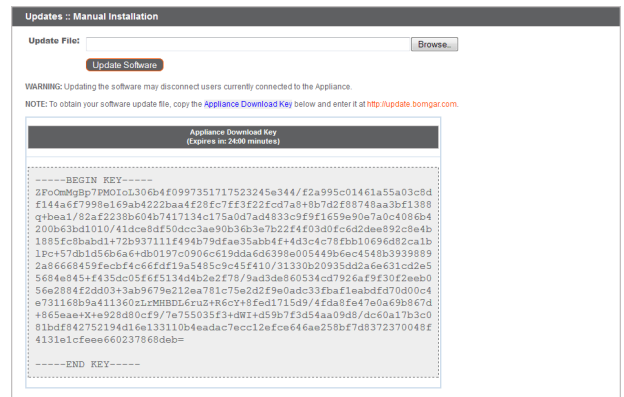 Updates :: Manual Installation
Update File:
Browse..
Update Software
WARNING: Updating the software may disconnect users currently connected to the Appliance.
NOTE: To obtain your software update file, copy the Appliance Download Key below and enter it at http://update.bomgar.com.
Appliance Download Key
(Expires in: 24:00 minutes)
-----BEGIN KEY-----
ZFoOmMgBp7PMOIoL306b4f0997351717523245e344/f2a995c01461a55a03c8d
f144a6f7998e169ab4222baa4f28fc7ff3f22fcd7a8+8b7d2f88748aa3bf1388
q+bea1/82af2238b604b7417134c175a0d7ad4833c9f9f1659e90e7a0c4086b4
200b63bd1010/41dce8df50dcc3ae90b36b3e7b22f4f03d0fc6d2dee892c8e4b
1885fc8babd1+72b937111f494b79dfae35abb4f+4d3c4c78fbb10696d82ca1b
1Pc+57db1d56b6a6+db0197c0906c619dda6d6398e005449b6ec4548b3939889
2a86668459fecbf4c66fdf19a5485c9c45f410/31330b20935dd2a6e631cd2e5
5684e845+f435dc05f6f5134d4b2e2f78/9ad3de860534cd7926af9f30f2eeb0
56e2884f2dd03+3ab9679e212ea781c75e2d2f9e0adc33fbaf1eabdfd70d00c4
e731168b9a411360zLrMHBDL6ruZ+R6cY+8fed1715d9/4fda8fe47e0a69b867d
+865eae+X+e928d80cf9/7e755035f3+dWI+d59b7f3d54aa09d8/dc60a17b3c0
81bdf842752194d16e133110b4eadac7ecc12efce646ae258bf7d8372370048f
4131e1cfeee660237868deb=
-----END KEY-----